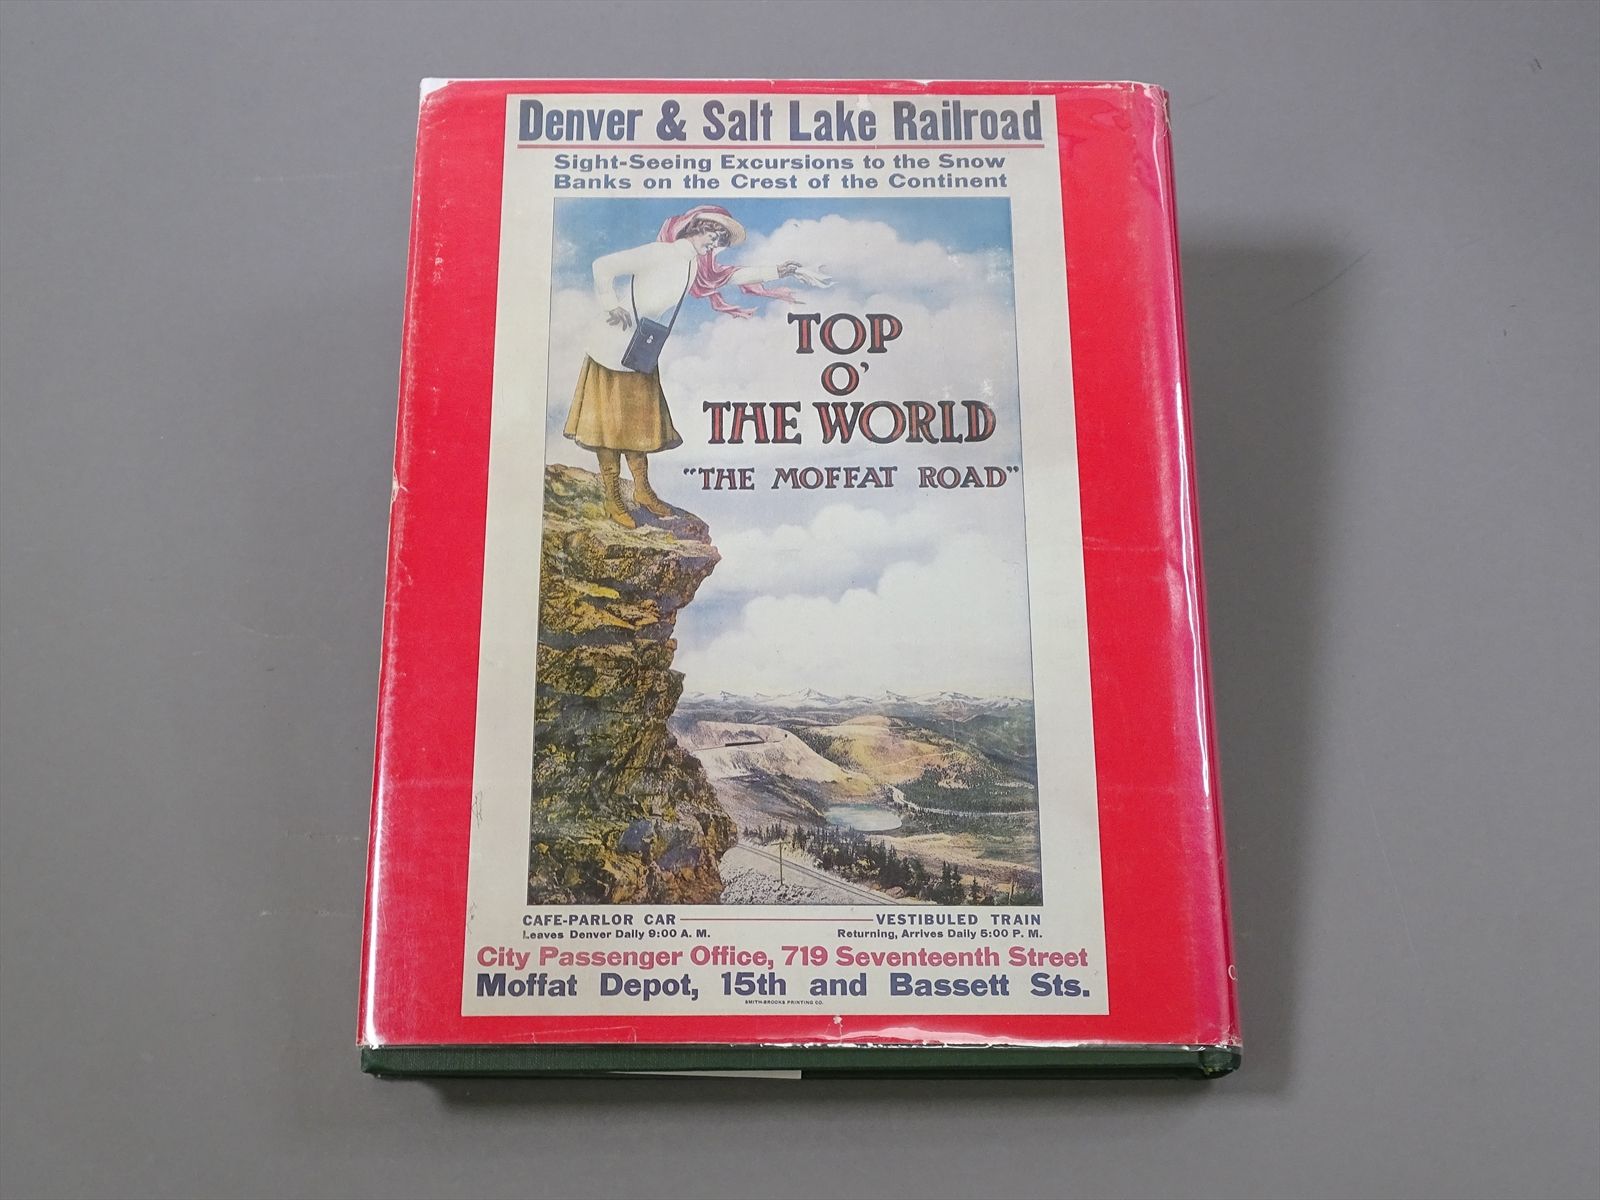 Denver & Salt Lake Railroad
Sight-Seeing Excursions to the Snow
Banks on the Crest of the Continent
TOP
O'
THE WORLD
"THE MOFFAT ROAD"
CAFE-PARLOR CAR VESTIBULED TRAIN
Leaves Denver Daily 9:00 A. M. Returning, Arrives Daily 5:00 P. M.
City Passenger Office, 719 Seventeenth Street
Moffat Depot, 15th and Bassett Sts.
SMITH-BROOKS PRINTING CO.